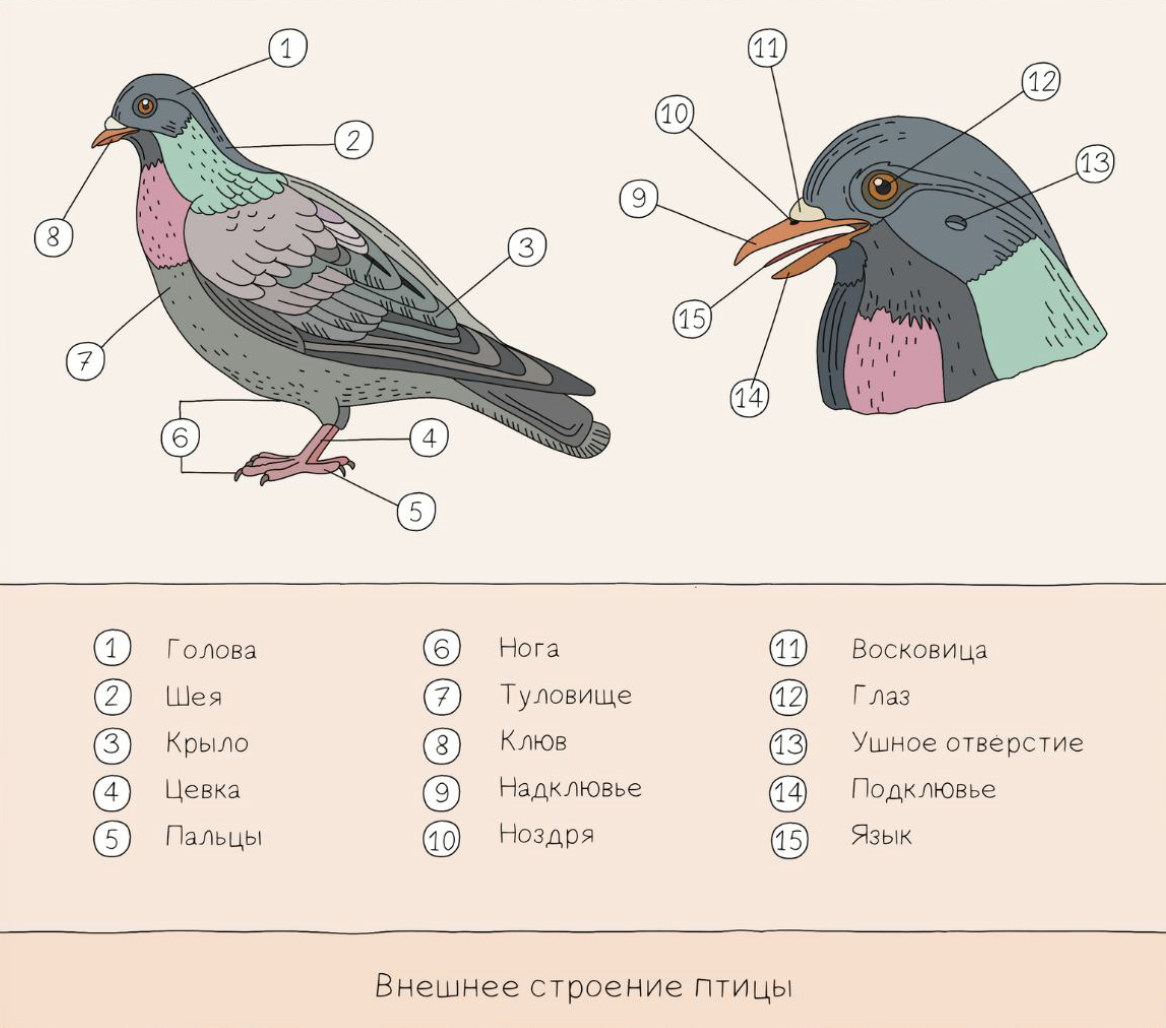 1
2
3
4
5
6
7
8
9
10
11
12
13
14
15
1 Голова
2 Шея
3 Крыло
4 Цевка
5 Пальцы
6 Нога
7 Туловище
8 Клюв
9 Надклювье
10 Ноздря
11 Восковица
12 Глаз
13 Ушное отверстие
14 Подклювье
15 Язык
Внешнее строение птицы